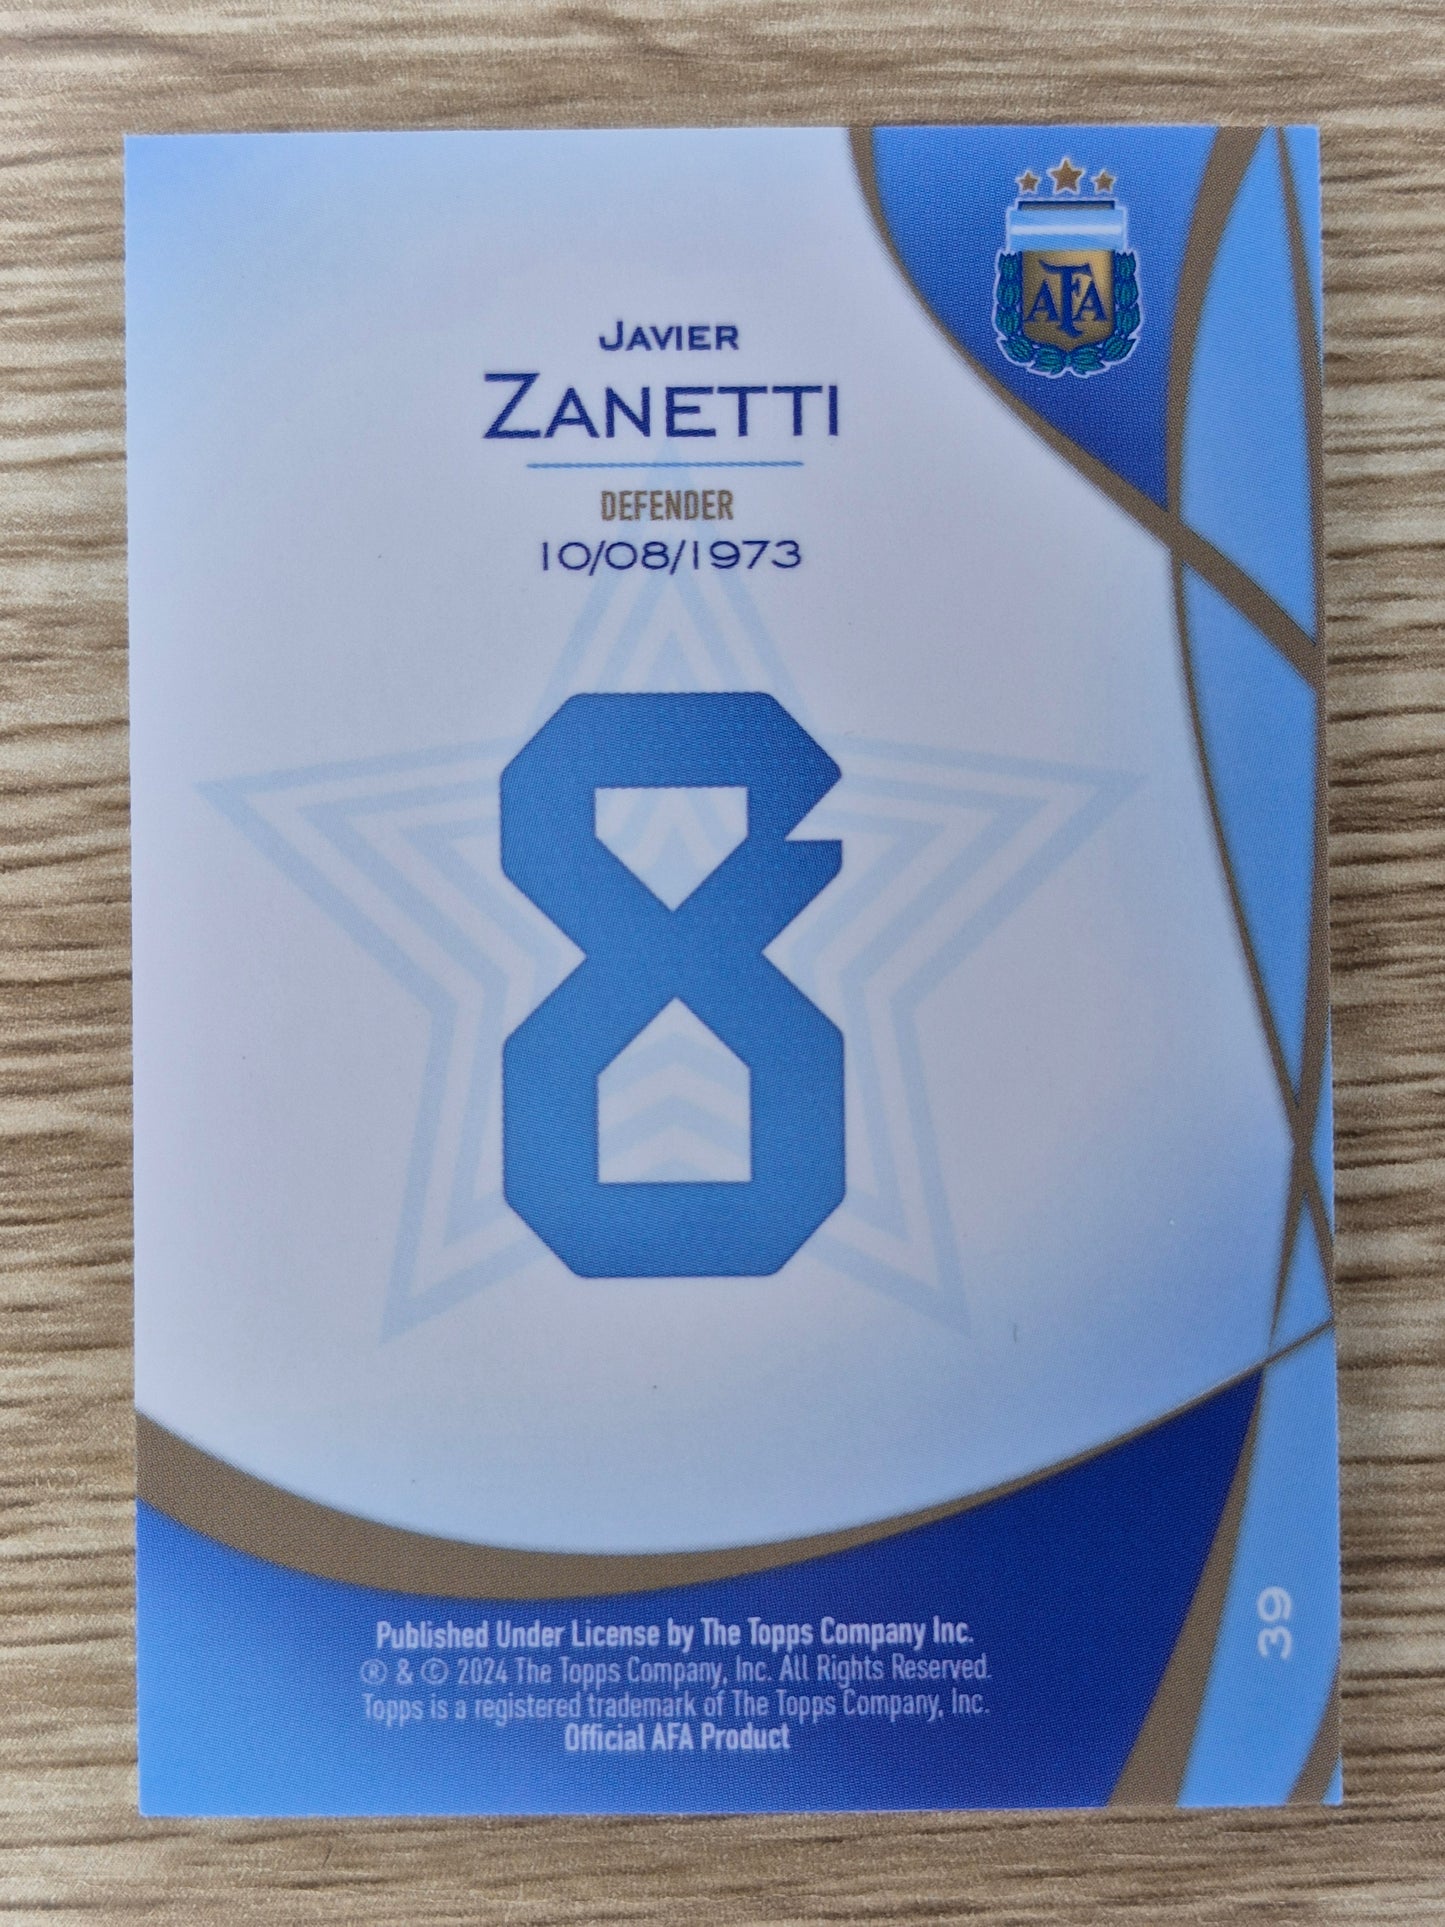 AFA
JAVIER
ZANETTI
DEFENDER
10/08/1973
8
39
Published Under License by The Topps Company Inc.
® & © 2024 The Topps Company, Inc. All Rights Reserved.
Topps is a registered trademark of The Topps Company, Inc.
Official AFA Product